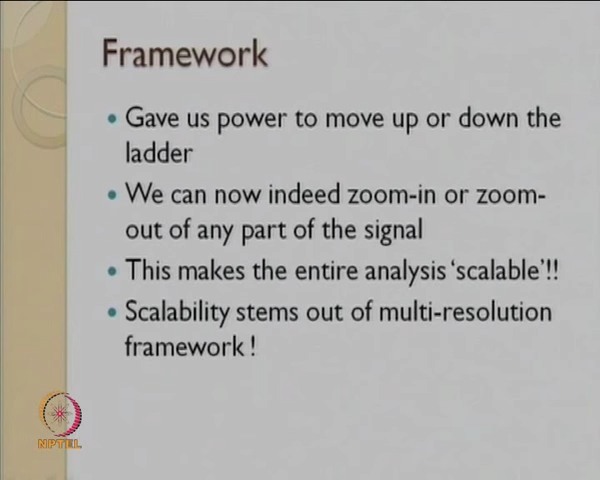 Framework
• Gave us power to move up or down the
ladder
• We can now indeed zoom-in or zoom-
out of any part of the signal
• This makes the entire analysis ‘scalable’!!
• Scalability stems out of multi-resolution
framework !
NPTEL